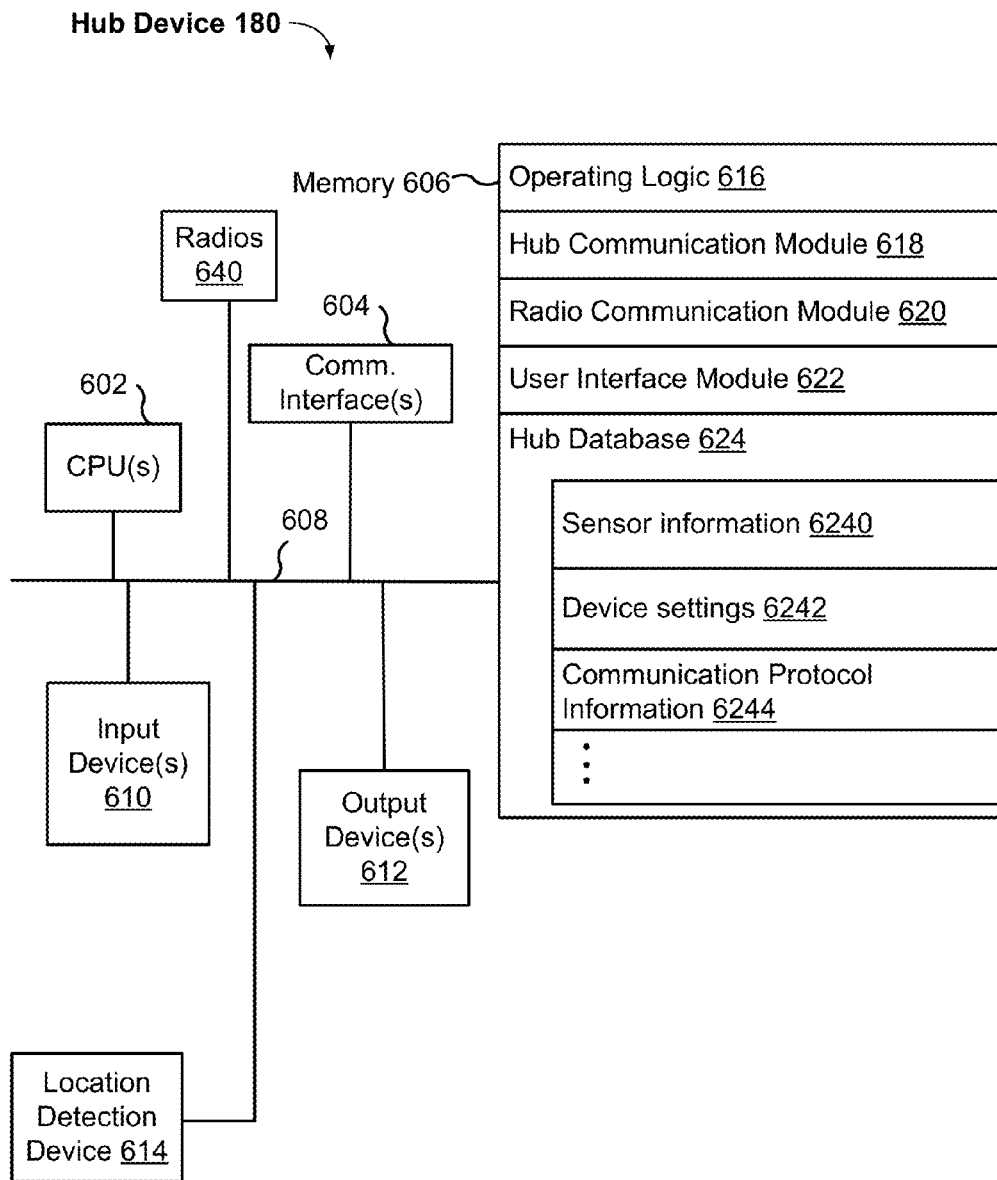 Hub Device 180
Memory 606
Operating Logic 616
Hub Communication Module 618
Radio Communication Module 620
User Interface Module 622
Hub Database 624
Sensor information 6240
Device settings 6242
Communication Protocol
Information 6244
Radios
640
604
Comm.
Interface(s)
602
CPU(s)
608
Input
Device(s)
610
Output
Device(s)
612
Location
Detection
Device 614